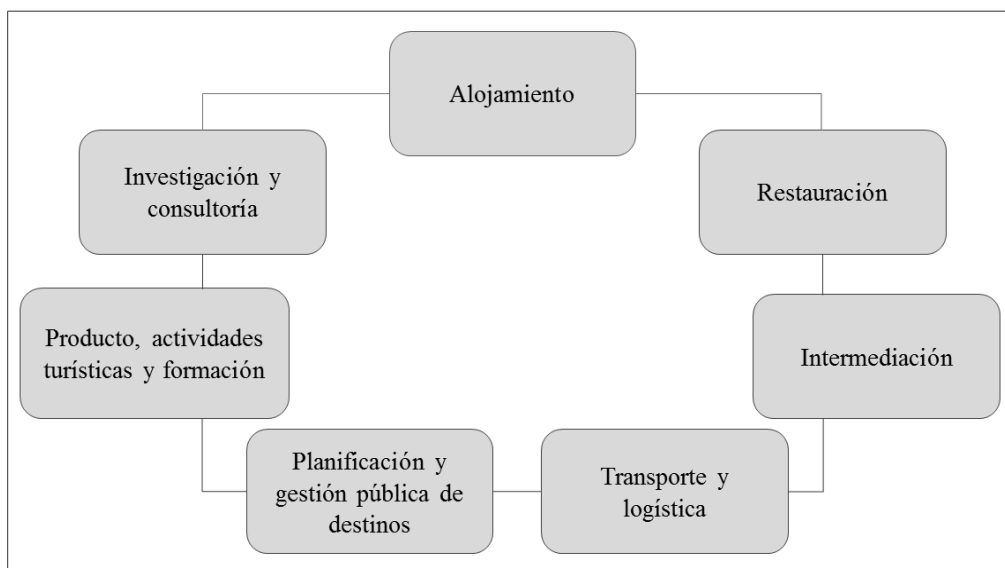 Alojamiento
Investigación y
consultoría
Restauración
Producto, actividades
turísticas y formación
Intermediación
Planificación y
gestión pública de
destinos
Transporte y
logística